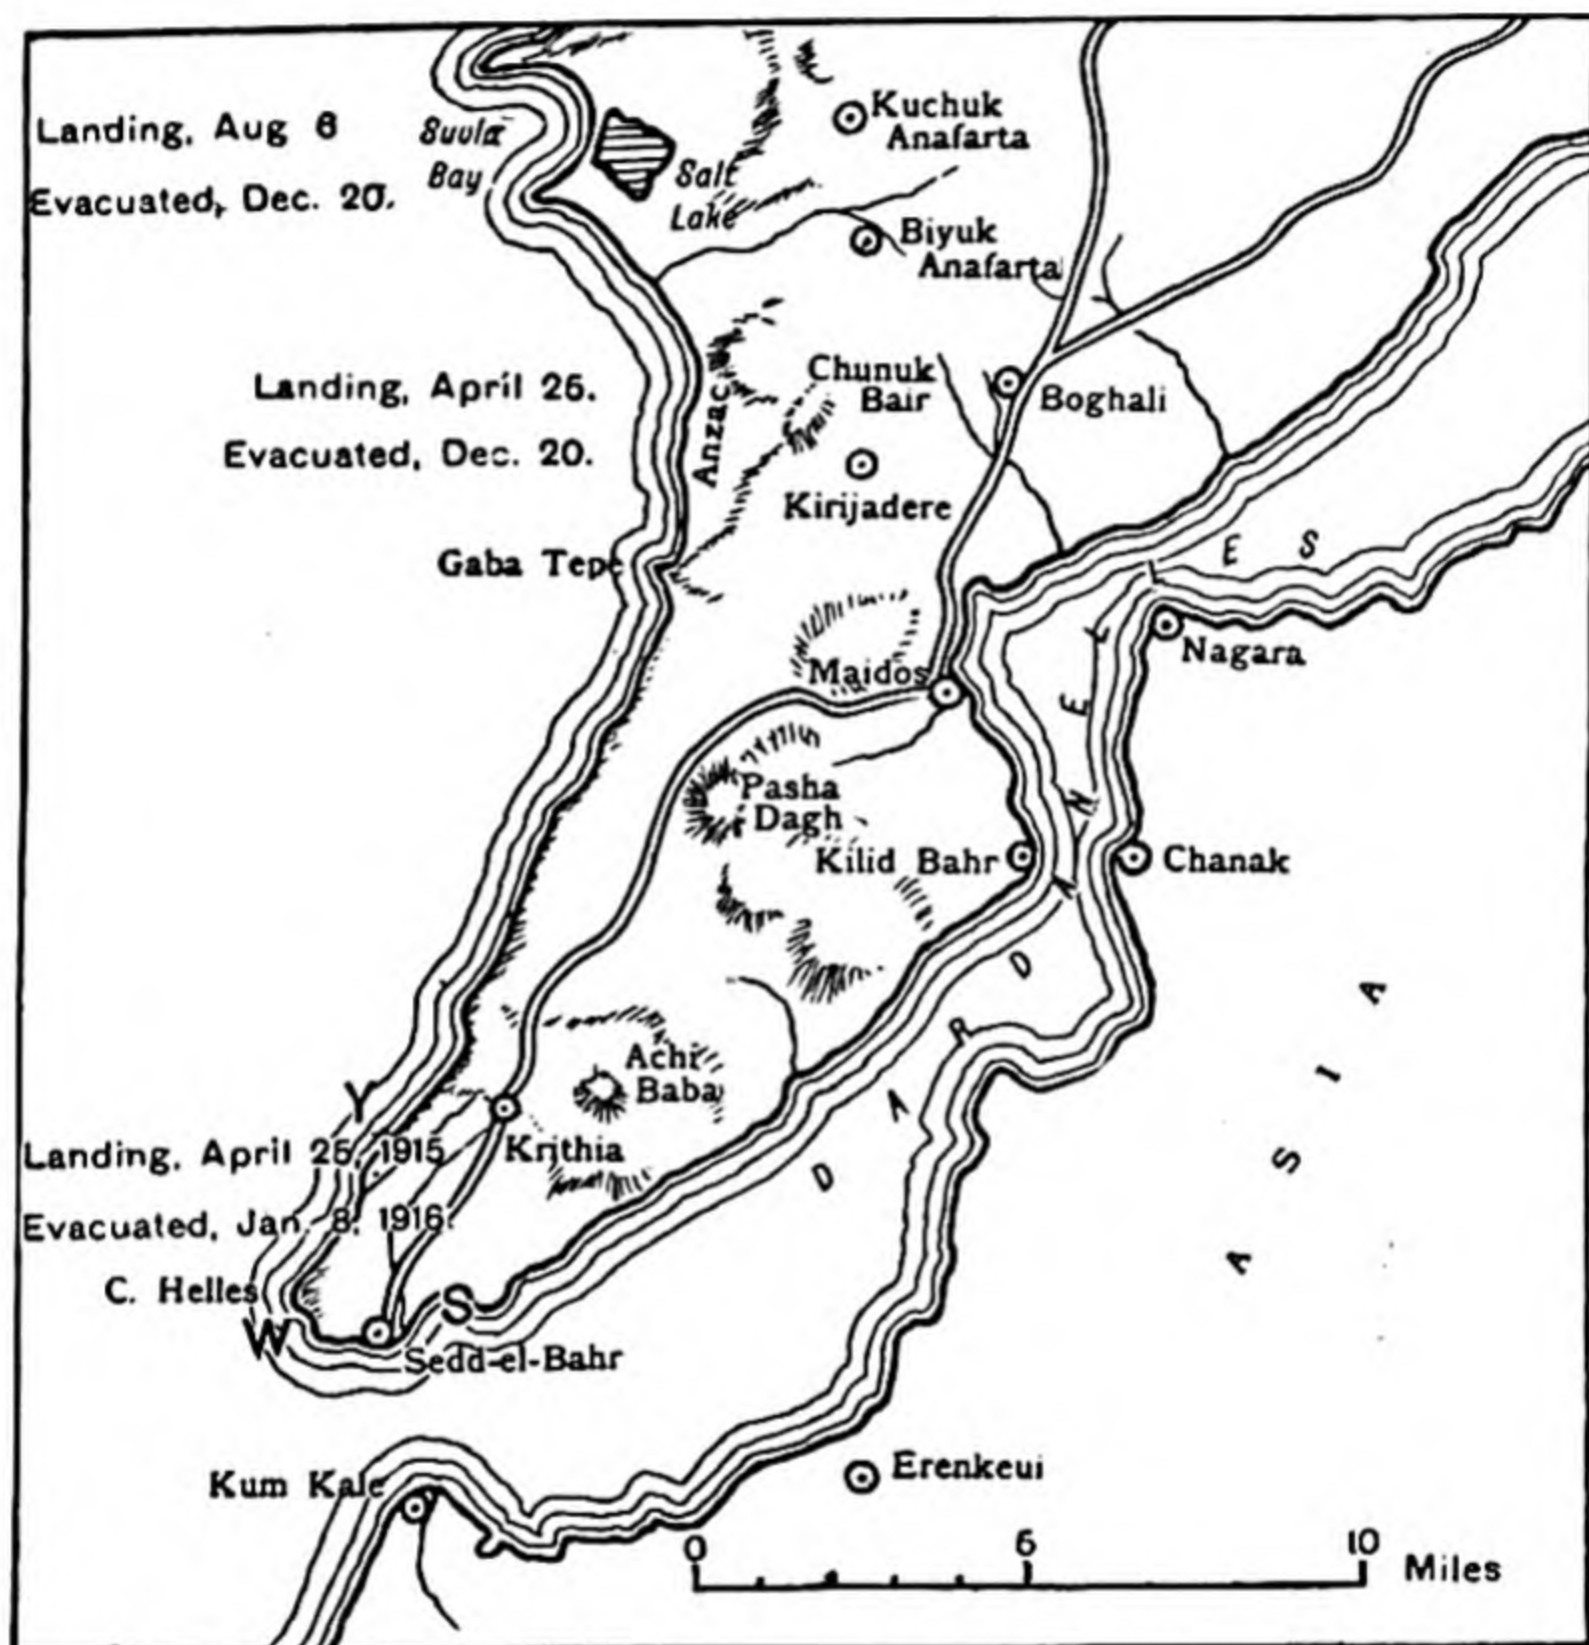 Kuchuk
Anafarta
Landing, Aug 6
Evacuated, Dec. 20.
Suvla
Bay
Salt
Lake
Biyuk
Anafarta
Landing, April 25.
Evacuated, Dec. 20.
Anzac
Chunuk
Bair
Boghali
Kirijadere
Gaba Tepe
Maidos
Nagara
Pasha
Dagh
Kilid Bahr
Chanak
DARDANELLES
ASIA
Achi
Baba
Y
Krithia
Landing, April 25, 1915
Evacuated, Jan. 8, 1916.
C. Helles
W
S
Sedd-el-Bahr
Kum Kale
Erenkeui
0 6 10 Miles